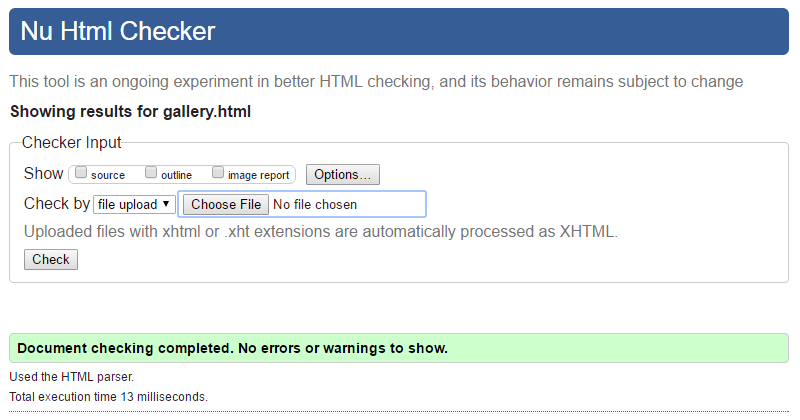 Nu Html Checker
This tool is an ongoing experiment in better HTML checking, and its behavior remains subject to change
Showing results for gallery.html
Checker Input
Show source outline image report Options...
Check by file upload Choose File No file chosen
Uploaded files with xhtml or .xht extensions are automatically processed as XHTML.
Check
Document checking completed. No errors or warnings to show.
Used the HTML parser.
Total execution time 13 milliseconds.